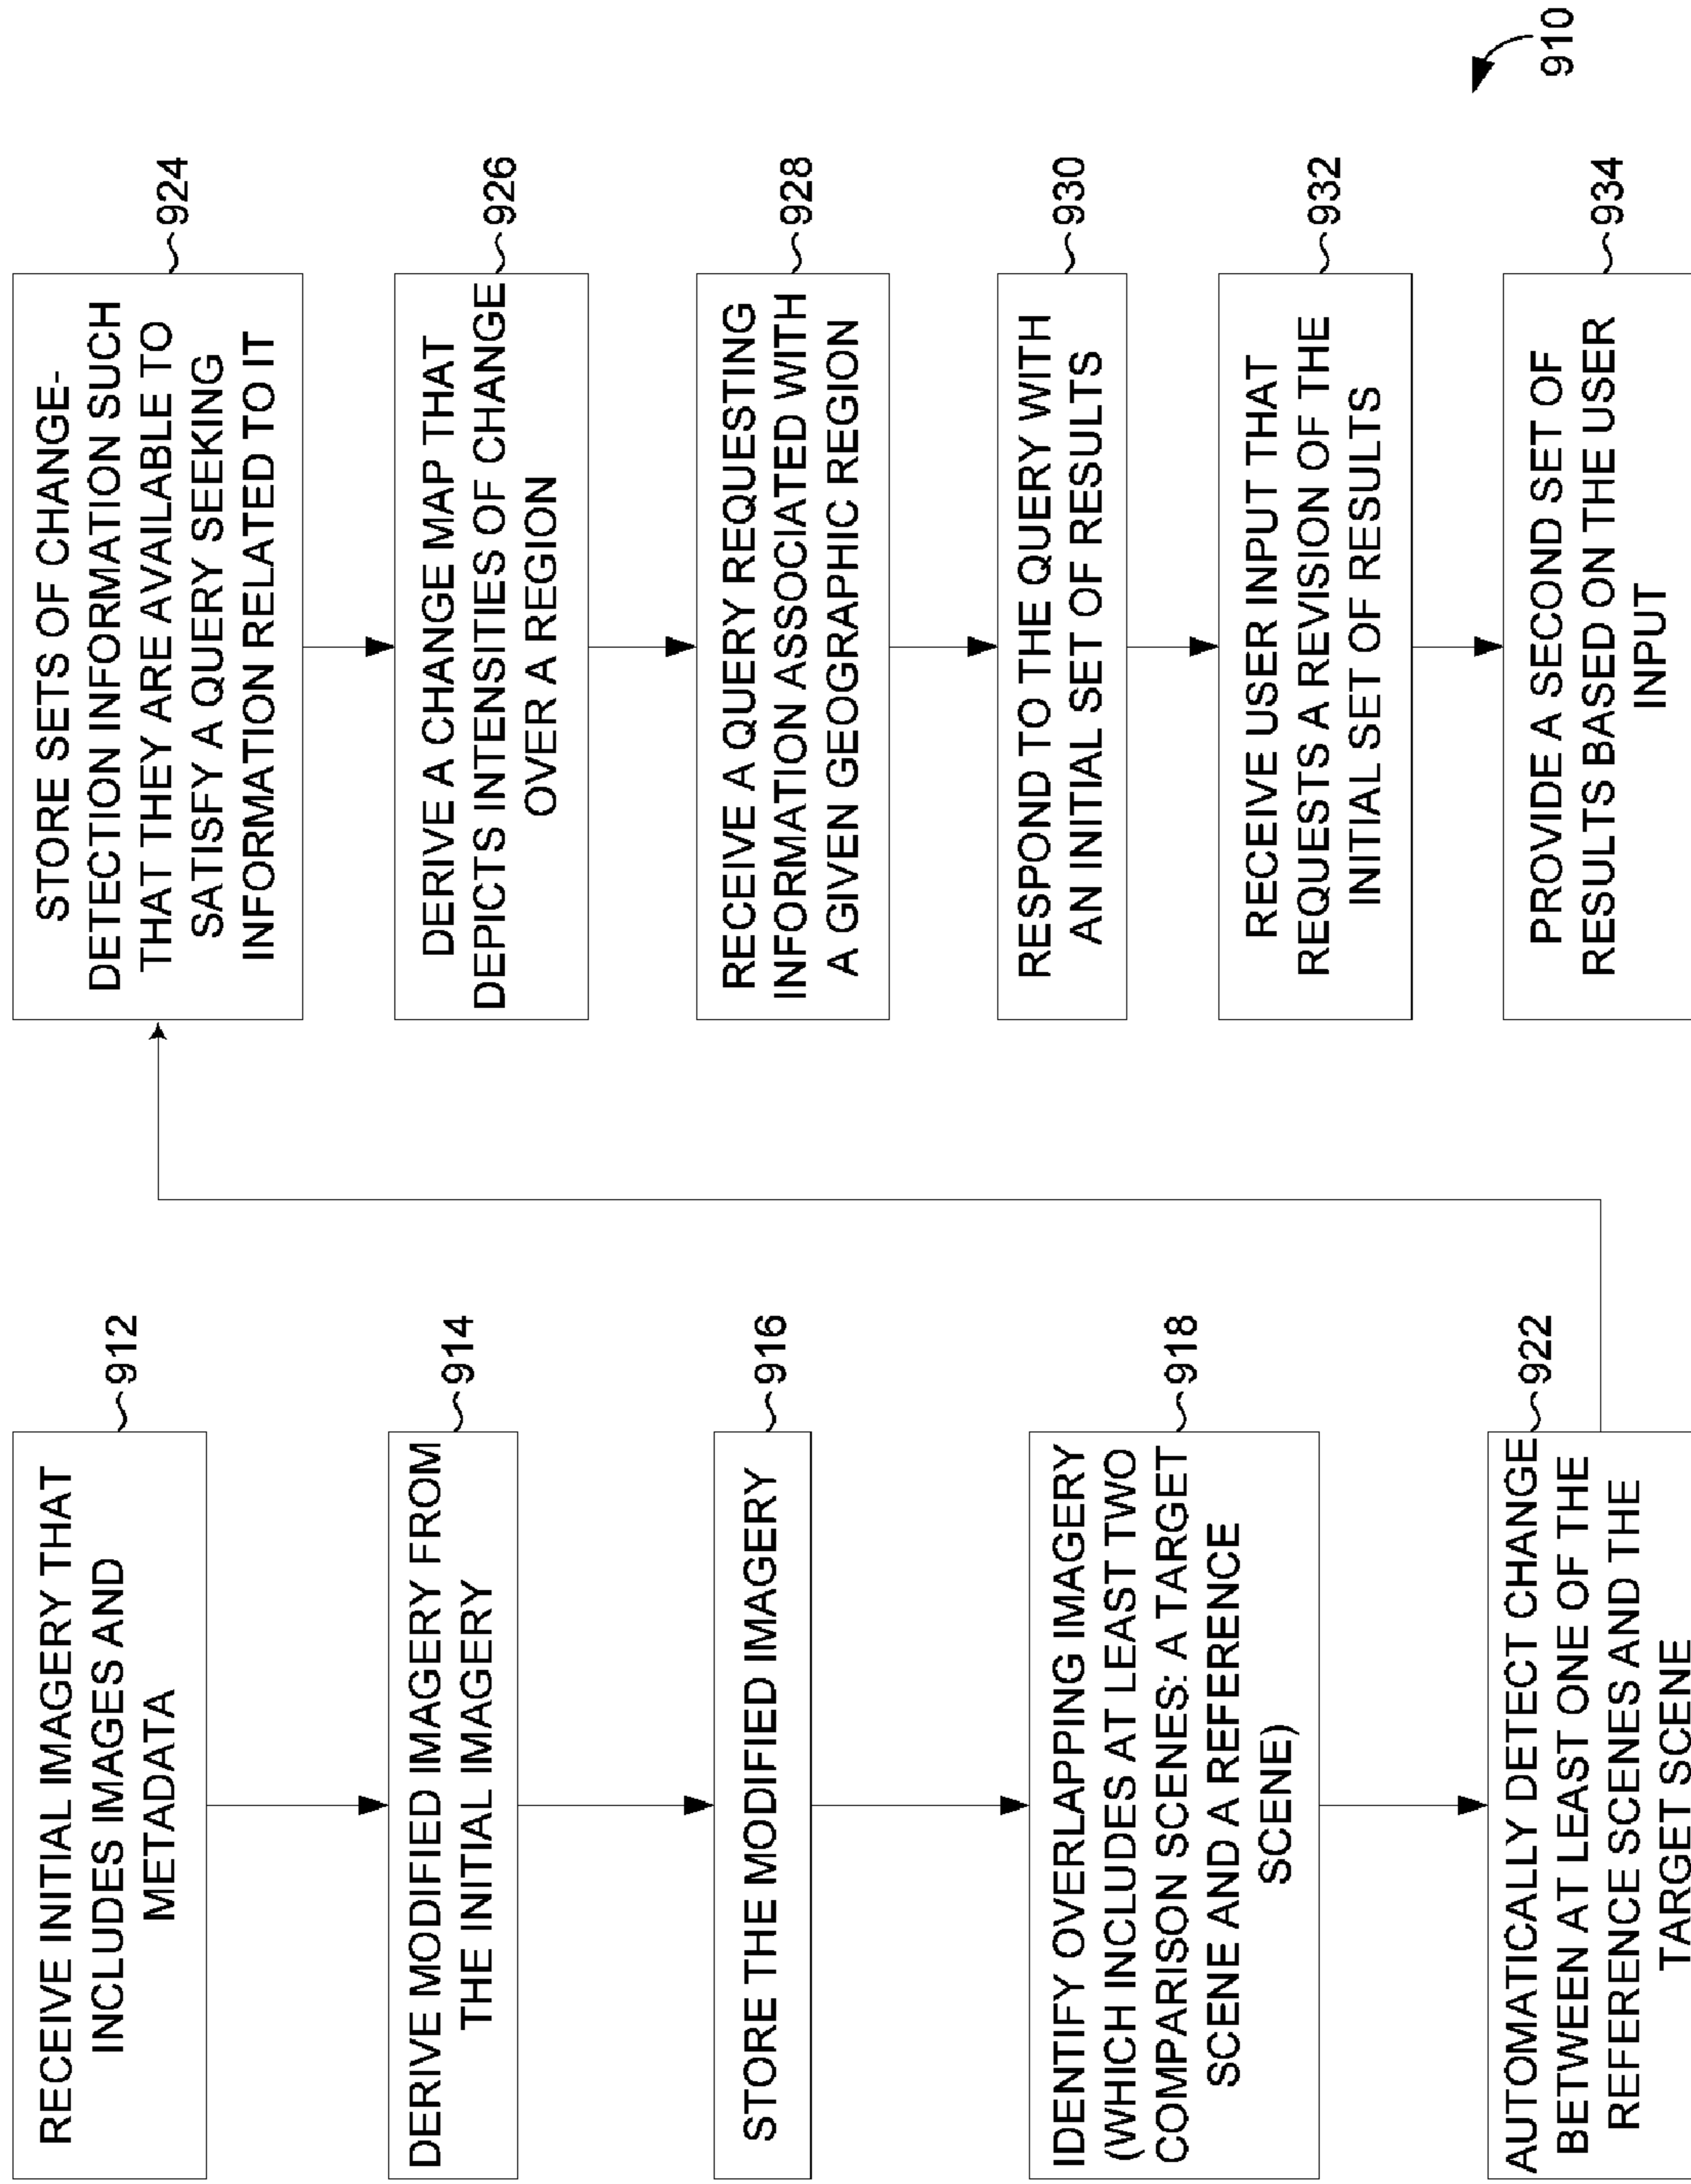 RECEIVE INITIAL IMAGERY THAT
INCLUDES IMAGES AND
METADATA
912
DERIVE MODIFIED IMAGERY FROM
THE INITIAL IMAGERY
914
STORE THE MODIFIED IMAGERY
916
IDENTIFY OVERLAPPING IMAGERY
(WHICH INCLUDES AT LEAST TWO
COMPARISON SCENES: A TARGET
SCENE AND A REFERENCE
SCENE)
918
AUTOMATICALLY DETECT CHANGE
BETWEEN AT LEAST ONE OF THE
REFERENCE SCENES AND THE
TARGET SCENE
922
STORE SETS OF CHANGE-
DETECTION INFORMATION SUCH
THAT THEY ARE AVAILABLE TO
SATISFY A QUERY SEEKING
INFORMATION RELATED TO IT
924
DERIVE A CHANGE MAP THAT
DEPICTS INTENSITIES OF CHANGE
OVER A REGION
926
RECEIVE A QUERY REQUESTING
INFORMATION ASSOCIATED WITH
A GIVEN GEOGRAPHIC REGION
928
RESPOND TO THE QUERY WITH
AN INITIAL SET OF RESULTS
930
RECEIVE USER INPUT THAT
REQUESTS A REVISION OF THE
INITIAL SET OF RESULTS
932
PROVIDE A SECOND SET OF
RESULTS BASED ON THE USER
INPUT
934
910